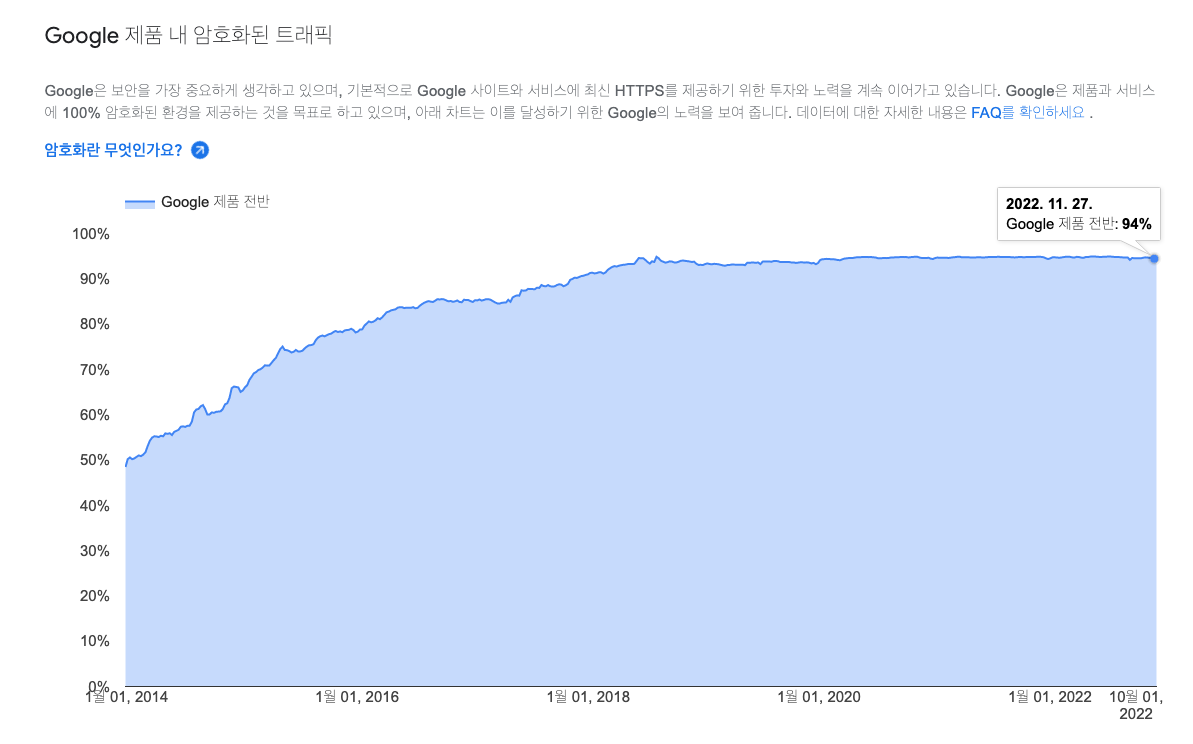 Google 제품 내 암호화된 트래픽
Google은 보안을 가장 중요하게 생각하고 있으며, 기본적으로 Google 사이트와 서비스에 최신 HTTPS를 제공하기 위한 투자와 노력을 계속 이어가고 있습니다. Google은 제품과 서비스
에 100% 암호화된 환경을 제공하는 것을 목표로 하고 있으며, 아래 차트는 이를 달성하기 위한 Google의 노력을 보여 줍니다. 데이터에 대한 자세한 내용은 FAQ를 확인하세요 .
암호화란 무엇인가요?
Google 제품 전반
2022. 11. 27.
Google 제품 전반: 94%
100%
90%
80%
70%
60%
50%
40%
30%
20%
10%
0%
1월 01, 2014
1월 01, 2016
1월 01, 2018
1월 01, 2020
1월 01, 2022
10월 01,
2022